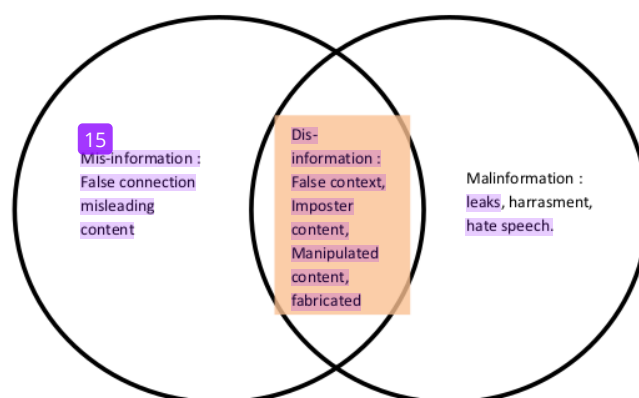 15
Mis-information :
False connection
misleading
content
Dis-
information :
False context,
Imposter
content,
Manipulated
content,
fabricated
Malinformation :
leaks, harrasment,
hate speech.